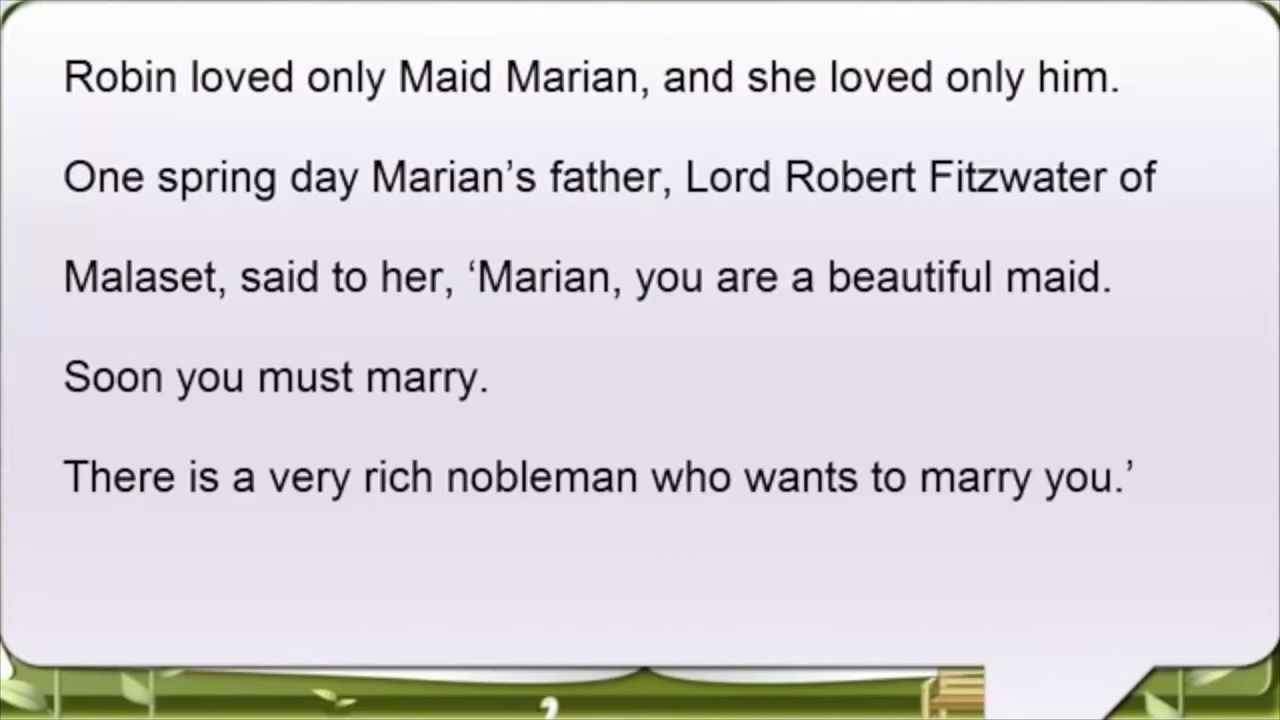 Robin loved only Maid Marian, and she loved only him.
One spring day Marian’s father, Lord Robert Fitzwater of
Malaset, said to her, ‘Marian, you are a beautiful maid.
Soon you must marry.
There is a very rich nobleman who wants to marry you.’